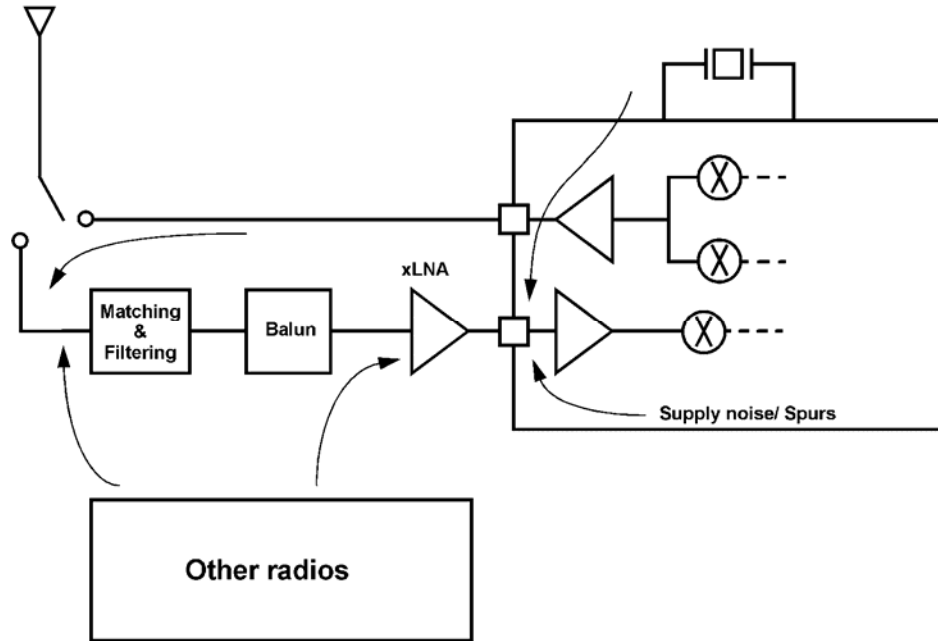 xLNA
Matching
&
Filtering
Balun
Supply noise/ Spurs
Other radios